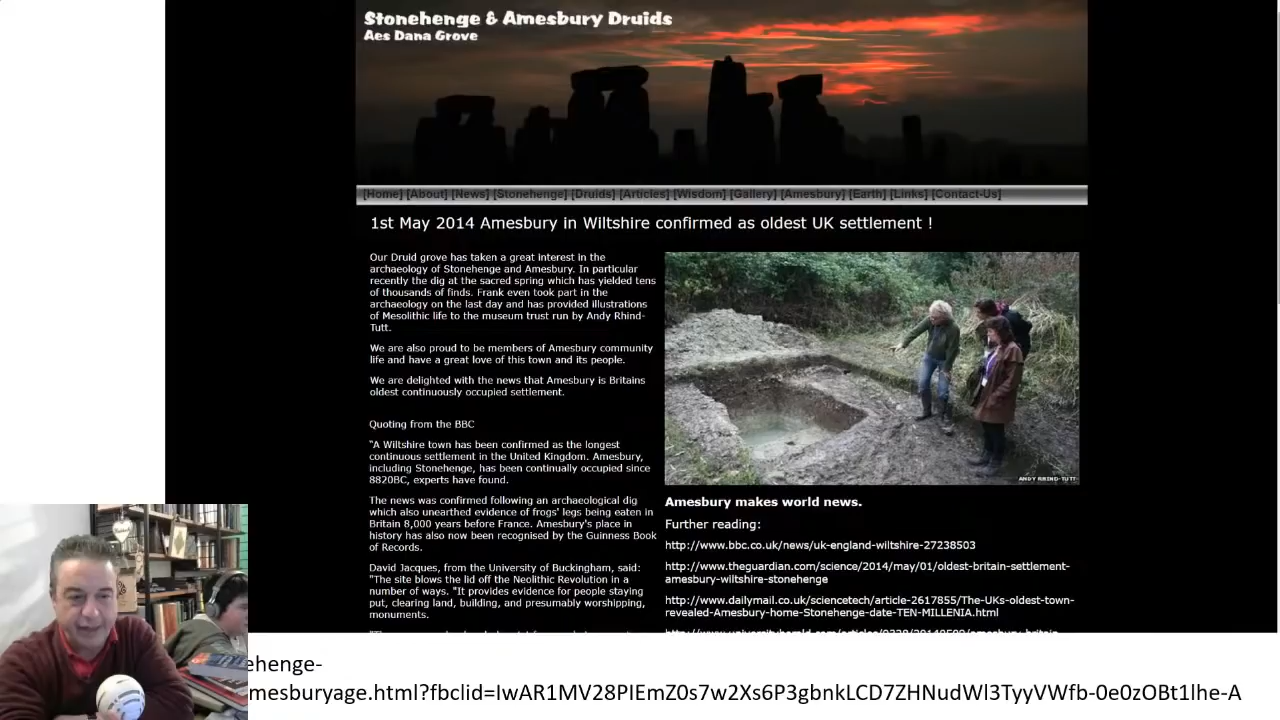 Stonehenge & Amesbury Druids
Aes Dana Grove
[Home] [About] [News] [Stonehenge] [Druids] [Articles] [Wisdom] [Gallery] [Amesbury] [Earth] [Links] [Contact-Us]
1st May 2014 Amesbury in Wiltshire confirmed as oldest UK settlement !
Our Druid grove has taken a great interest in the
archaeology of Stonehenge and Amesbury. In particular
recently the dig at the sacred spring which has yielded tens
of thousands of finds. Frank even took part in the
archaeology on the last day and has provided illustrations
of Mesolithic life to the museum trust run by Andy Rhind-
Tutt.
We are also proud to be members of Amesbury community
life and have a great love of this town and its people.
We are delighted with the news that Amesbury is Britains
oldest continuously occupied settlement.
Quoting from the BBC
"A Wiltshire town has been confirmed as the longest
continuous settlement in the United Kingdom. Amesbury,
including Stonehenge, has been continually occupied since
8820BC, experts have found.
The news was confirmed following an archaeological dig
which also unearthed evidence of frogs' legs being eaten in
Britain 8,000 years before France. Amesbury's place in
history has also now been recognised by the Guinness Book
of Records.
David Jacques, from the University of Buckingham, said:
"The site blows the lid off the Neolithic Revolution in a
number of ways. "It provides evidence for people staying
put, clearing land, building, and presumably worshipping,
monuments.
ANDY RHIND-TUTT
Amesbury makes world news.
Further reading:
http://www.bbc.co.uk/news/uk-england-wiltshire-27238503
http://www.theguardian.com/science/2014/may/01/oldest-britain-settlement-
amesbury-wiltshire-stonehenge
http://www.dailymail.co.uk/sciencetech/article-2617855/The-UKs-oldest-town-
revealed-Amesbury-home-Stonehenge-date-TEN-MILLENIA.html
ehenge-
mesburyage.html?fbclid=IwAR1MV28PIEmZ0s7w2Xs6P3gbnkLCD7ZHNudWl3TyyVWfb-0e0zOBt1lhe-A